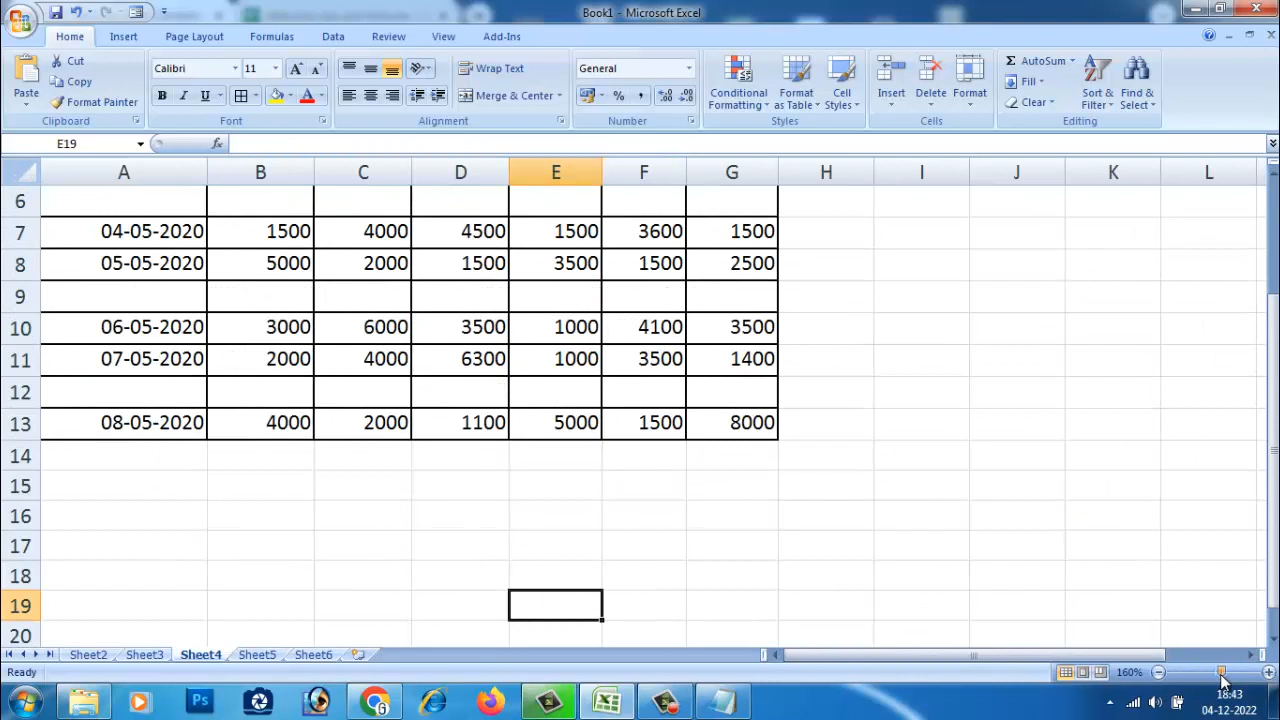 Book1 - Microsoft Excel
Home Insert Page Layout Formulas Data Review View Add-Ins
Paste
Cut
Copy
Format Painter
Clipboard
Calibri 11
B I U
Font
Wrap Text
Merge & Center
Alignment
General
% ,
Number
Conditional Formatting
Format as Table
Cell Styles
Styles
Insert Delete Format
Cells
Σ AutoSum
Fill
Clear
Sort & Filter
Find & Select
Editing
E19 fx
A B C D E F G H I J K L
6
7 04-05-2020 1500 4000 4500 1500 3600 1500
8 05-05-2020 5000 2000 1500 3500 1500 2500
9
10 06-05-2020 3000 6000 3500 1000 4100 3500
11 07-05-2020 2000 4000 6300 1000 3500 1400
12
13 08-05-2020 4000 2000 1100 5000 1500 8000
14
15
16
17
18
19
20
Sheet2 Sheet3 Sheet4 Sheet5 Sheet6
Ready 160%
Ps
18:43
04-12-2022